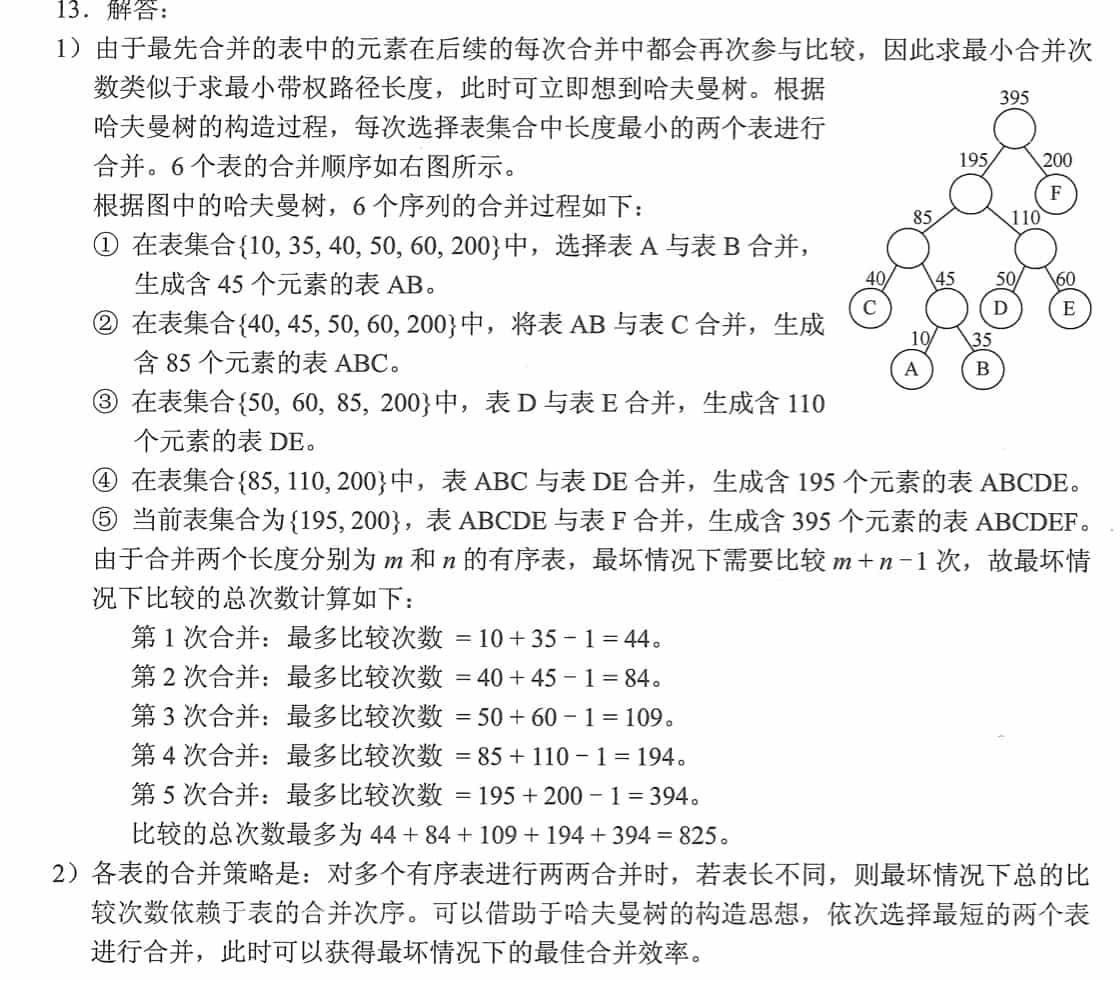 13．解答：
1）由于最先合并的表中的元素在后续的每次合并中都会再次参与比较，因此求最小合并次
数类似于求最小带权路径长度，此时可立即想到哈夫曼树。根据
哈夫曼树的构造过程，每次选择表集合中长度最小的两个表进行
合并。6 个表的合并顺序如右图所示。
根据图中的哈夫曼树，6 个序列的合并过程如下：
① 在表集合{10, 35, 40, 50, 60, 200}中，选择表 A 与表 B 合并，
生成含 45 个元素的表 AB。
② 在表集合{40, 45, 50, 60, 200}中，将表 AB 与表 C 合并，生成
含 85 个元素的表 ABC。
③ 在表集合{50, 60, 85, 200}中，表 D 与表 E 合并，生成含 110
个元素的表 DE。
395
195 200
F
85 110
40 45 50 60
C D E
10 35
A B
④ 在表集合{85, 110, 200}中，表 ABC 与表 DE 合并，生成含 195 个元素的表 ABCDE。
⑤ 当前表集合为{195, 200}，表 ABCDE 与表 F 合并，生成含 395 个元素的表 ABCDEF。
由于合并两个长度分别为 m 和 n 的有序表，最坏情况下需要比较 m + n − 1 次，故最坏情
况下比较的总次数计算如下：
第 1 次合并：最多比较次数 = 10 + 35 − 1 = 44。
第 2 次合并：最多比较次数 = 40 + 45 − 1 = 84。
第 3 次合并：最多比较次数 = 50 + 60 − 1 = 109。
第 4 次合并：最多比较次数 = 85 + 110 − 1 = 194。
第 5 次合并：最多比较次数 = 195 + 200 − 1 = 394。
比较的总次数最多为 44 + 84 + 109 + 194 + 394 = 825。
2）各表的合并策略是：对多个有序表进行两两合并时，若表长不同，则最坏情况下总的比
较次数依赖于表的合并次序。可以借助于哈夫曼树的构造思想，依次选择最短的两个表
进行合并，此时可以获得最坏情况下的最佳合并效率。